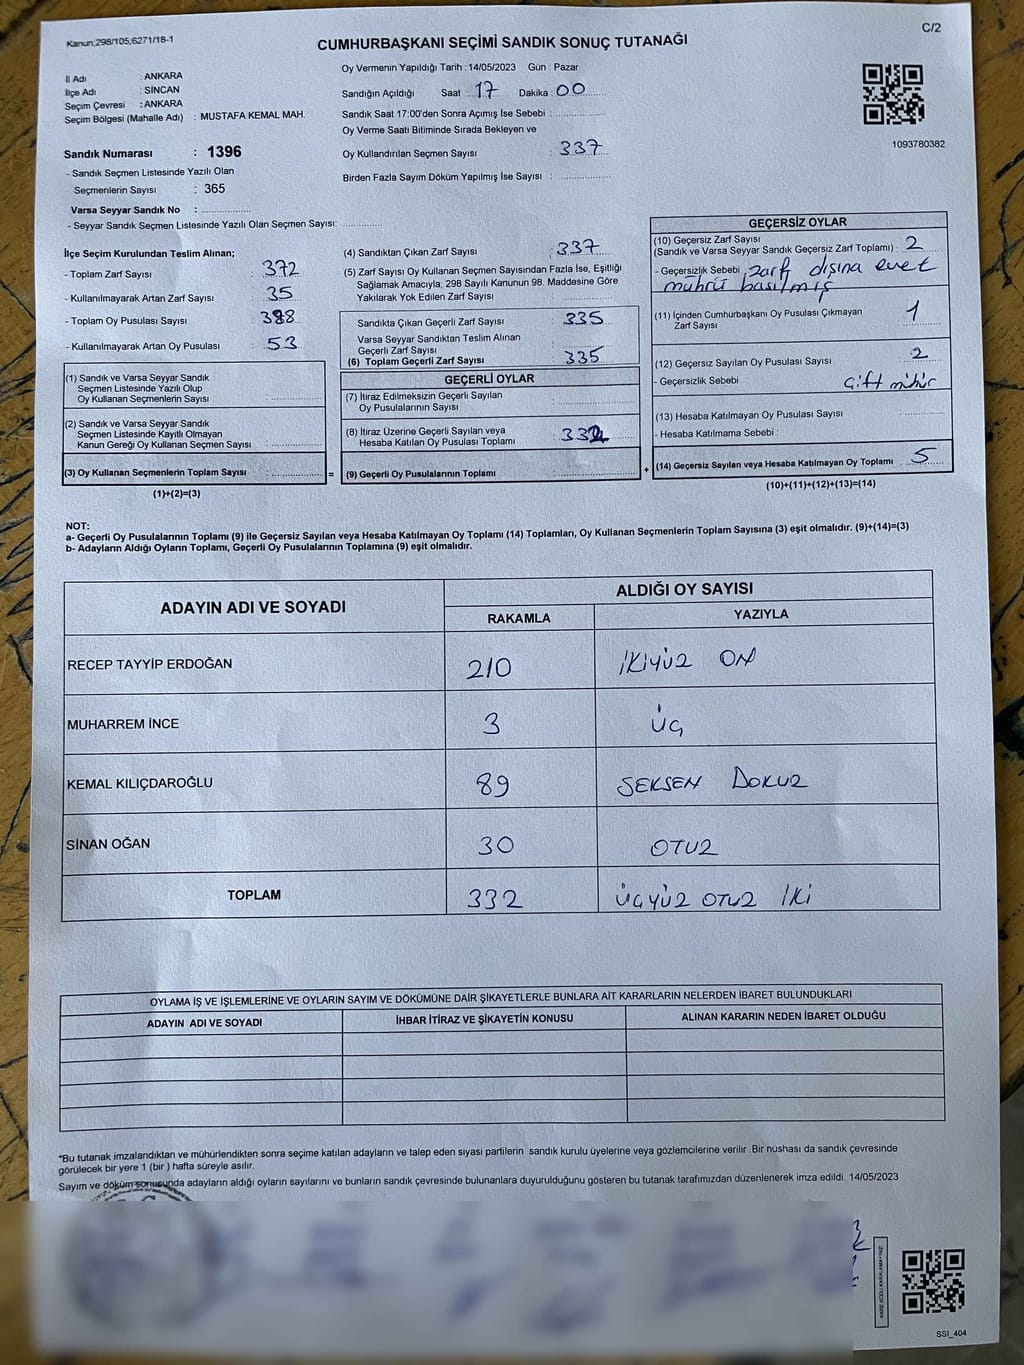 Kanun;298/105;6271/18-1
C/2
CUMHURBAŞKANI SEÇİMİ SANDIK SONUÇ TUTANAĞI
İl Adı : ANKARA
İlçe Adı : SİNCAN
Seçim Çevresi : ANKARA
Seçim Bölgesi (Mahalle Adı) : MUSTAFA KEMAL MAH.
Sandık Numarası : 1396
- Sandık Seçmen Listesinde Yazılı Olan
Seçmenlerin Sayısı : 365
Varsa Seyyar Sandık No :
- Seyyar Sandık Seçmen Listesinde Yazılı Olan Seçmen Sayısı:
Oy Vermenin Yapıldığı Tarih : 14/05/2023 Gün : Pazar
Sandığın Açıldığı Saat : 17 Dakika : 00
Sandık Saat 17:00'den Sonra Açımış İse Sebebi :
Oy Verme Saati Bitiminde Sırada Bekleyen ve
Oy Kullandırılan Seçmen Sayısı : 337
Birden Fazla Sayım Döküm Yapılmış İse Sayısı :
1093780382
İlçe Seçim Kurulundan Teslim Alınan;
- Toplam Zarf Sayısı : 372
- Kullanılmayarak Artan Zarf Sayısı : 35
- Toplam Oy Pusulası Sayısı : 388
- Kullanılmayarak Artan Oy Pusulası : 53
(1) Sandık ve Varsa Seyyar Sandık
Seçmen Listesinde Yazılı Olup
Oy Kullanan Seçmenlerin Sayısı :
(2) Sandık ve Varsa Seyyar Sandık
Seçmen Listesinde Kayıtlı Olmayan
Kanun Gereği Oy Kullanan Seçmen Sayısı :
(3) Oy Kullanan Seçmenlerin Toplam Sayısı : =
(1)+(2)=(3)
(4) Sandıktan Çıkan Zarf Sayısı : 337
(5) Zarf Sayısı Oy Kullanan Seçmen Sayısından Fazla İse, Eşitliği
Sağlamak Amacıyla; 298 Sayılı Kanunun 98. Maddesine Göre
Yakılarak Yok Edilen Zarf Sayısı :
Sandıkta Çıkan Geçerli Zarf Sayısı : 335
Varsa Seyyar Sandıktan Teslim Alınan
Geçerli Zarf Sayısı :
(6) Toplam Geçerli Zarf Sayısı : 335
GEÇERLİ OYLAR
(7) İtiraz Edilmeksizin Geçerli Sayılan
Oy Pusulalarının Sayısı :
(8) İtiraz Üzerine Geçerli Sayılan veya
Hesaba Katılan Oy Pusulası Toplamı : 332
(9) Geçerli Oy Pusulalarının Toplamı : +
GEÇERSİZ OYLAR
(10) Geçersiz Zarf Sayısı
(Sandık ve Varsa Seyyar Sandık Geçersiz Zarf Toplamı) : 2
- Geçersizlik Sebebi : zarf dışına evet
mührü basılmış
(11) İçinden Cumhurbaşkanı Oy Pusulası Çıkmayan
Zarf Sayısı : 1
(12) Geçersiz Sayılan Oy Pusulası Sayısı : 2
- Geçersizlik Sebebi : çift mühür
(13) Hesaba Katılmayan Oy Pusulası Sayısı :
- Hesaba Katılmama Sebebi :
(14) Geçersiz Sayılan veya Hesaba Katılmayan Oy Toplamı : 5
(10)+(11)+(12)+(13)=(14)
NOT:
a- Geçerli Oy Pusulalarının Toplamı (9) ile Geçersiz Sayılan veya Hesaba Katılmayan Oy Toplamı (14) Toplamları, Oy Kullanan Seçmenlerin Toplam Sayısına (3) eşit olmalıdır. (9)+(14)=(3)
b- Adayların Aldığı Oyların Toplamı, Geçerli Oy Pusulalarının Toplamına (9) eşit olmalıdır.
ADAYIN ADI VE SOYADI
ALDIĞI OY SAYISI
RAKAMLA YAZIYLA
RECEP TAYYİP ERDOĞAN 210 İKİYÜZ ON
MUHARREM İNCE 3 ÜÇ
KEMAL KILIÇDAROĞLU 89 SEKSEN DOKUZ
SİNAN OĞAN 30 OTUZ
TOPLAM 332 ÜÇYÜZ OTUZ İKİ
OYLAMA İŞ VE İŞLEMLERİNE VE OYLARIN SAYIM VE DÖKÜMÜNE DAİR ŞİKAYETLERLE BUNLARA AİT KARARLARIN NELERDEN İBARET BULUNDUKLARI
ADAYIN ADI VE SOYADI İHBAR İTİRAZ VE ŞİKAYETİN KONUSU ALINAN KARARIN NEDEN İBARET OLDUĞU
*Bu tutanak imzalandıktan ve mühürlendikten sonra seçime katılan adayların ve talep eden siyasi partilerin sandık kurulu üyelerine veya gözlemcilerine verilir .Bir nüshası da sandık çevresinde
görülecek bir yere 1 (bir ) hafta süreyle asılır.
Sayım ve döküm sonucunda adayların aldığı oyların sayılarını ve bunların sandık çevresinde bulunanlara duyurulduğunu gösteren bu tutanak tarafımızdan düzenlenerek imza edildi. 14/05/2023
SSI_404